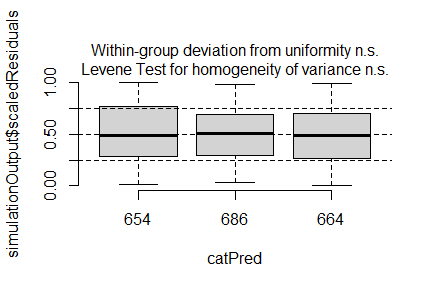 Within-group deviation from uniformity n.s.
Levene Test for homogeneity of variance n.s.
simulationOutput$scaledResiduals
1.00
0.50
0.00
654 686 664
catPred